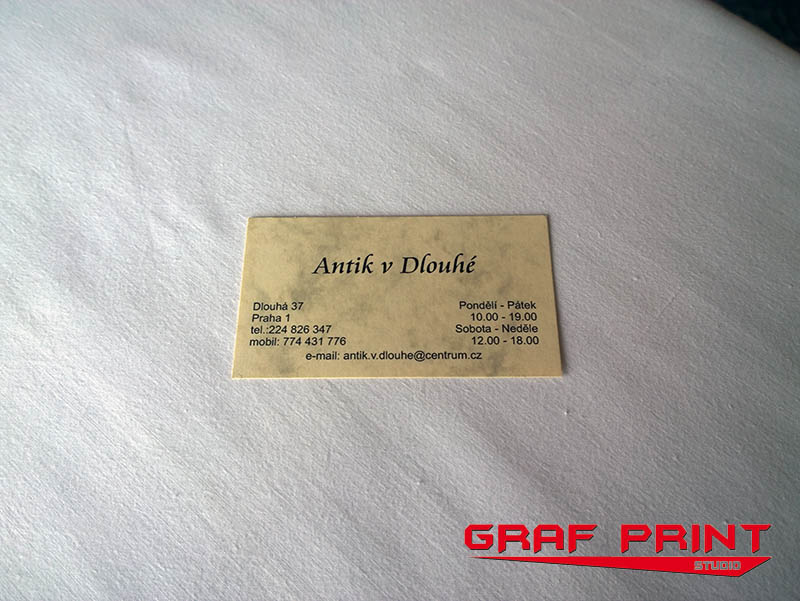 Antik v Dlouhé
Dlouhá 37
Praha 1
tel.:224 826 347
mobil: 774 431 776
Pondělí - Pátek
10.00 - 19.00
Sobota - Neděle
12.00 - 18.00
e-mail: antik.v.dlouhe@centrum.cz
GRAF PRINT
STUDIO